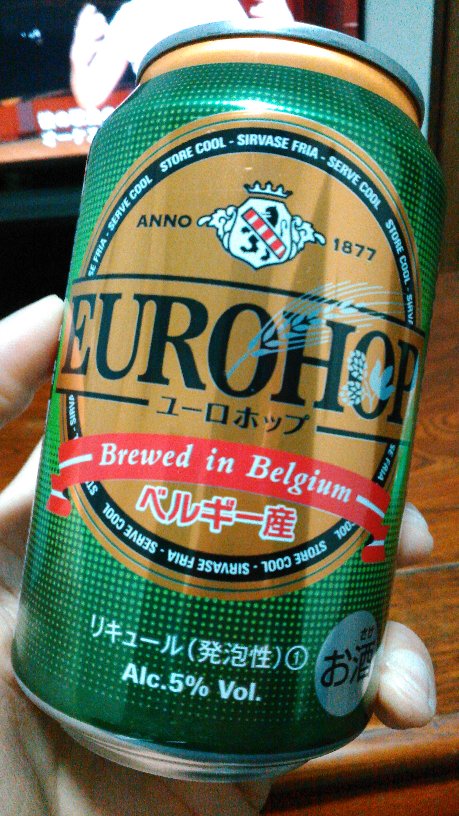 STORE COOL - SIRVASE FRIA - SERVE COOL
ANNO 1877
EUROHOP
ユーロホップ
Brewed in Belgium
ベルギー産
STORE COOL - SIRVASE FRIA - SERVE COOL
リキュール(発泡性)①
Alc.5% Vol.
さけ
お酒